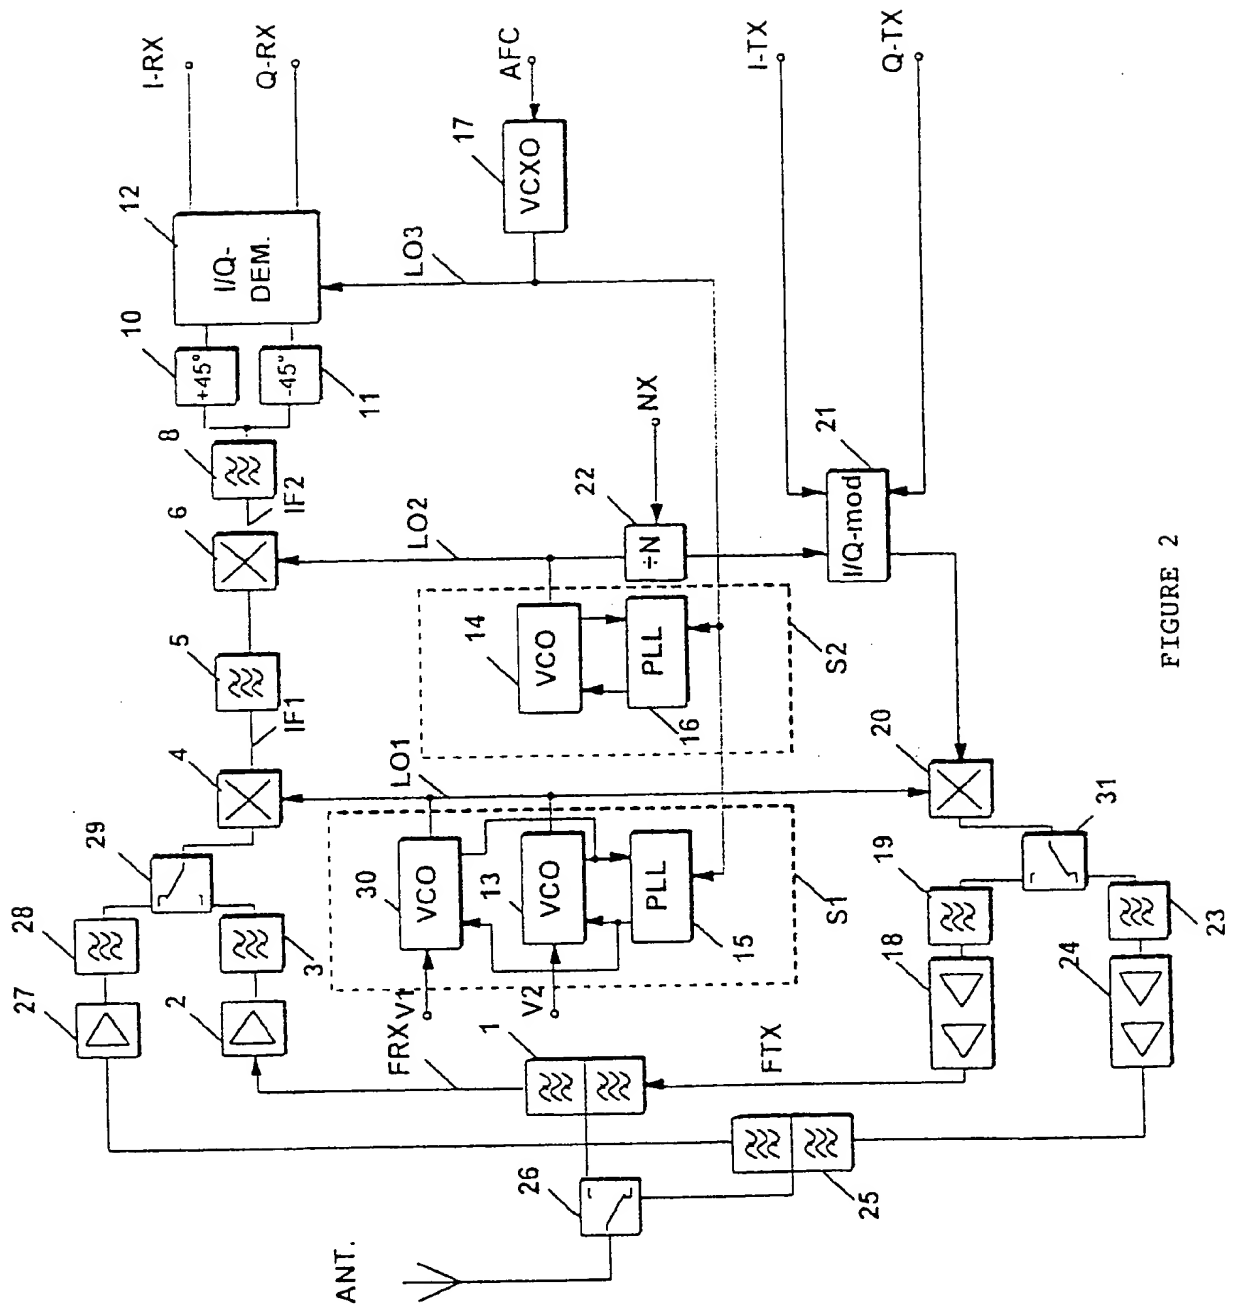 ANT.
26
25
1
FRX
FTX
27
2
28
3
29
4
IF1
5
6
IF2
8
10
+45°
-45°
11
12
I/Q-
DEM.
I-RX
Q-RX
V1
V2
30
VCO
13
VCO
PLL
15
S1
LO1
14
VCO
PLL
16
S2
LO2
÷N
22
NX
LO3
VCXO
17
AFC
18
19
24
23
31
20
I/Q-mod
21
I-TX
Q-TX
FIGURE 2